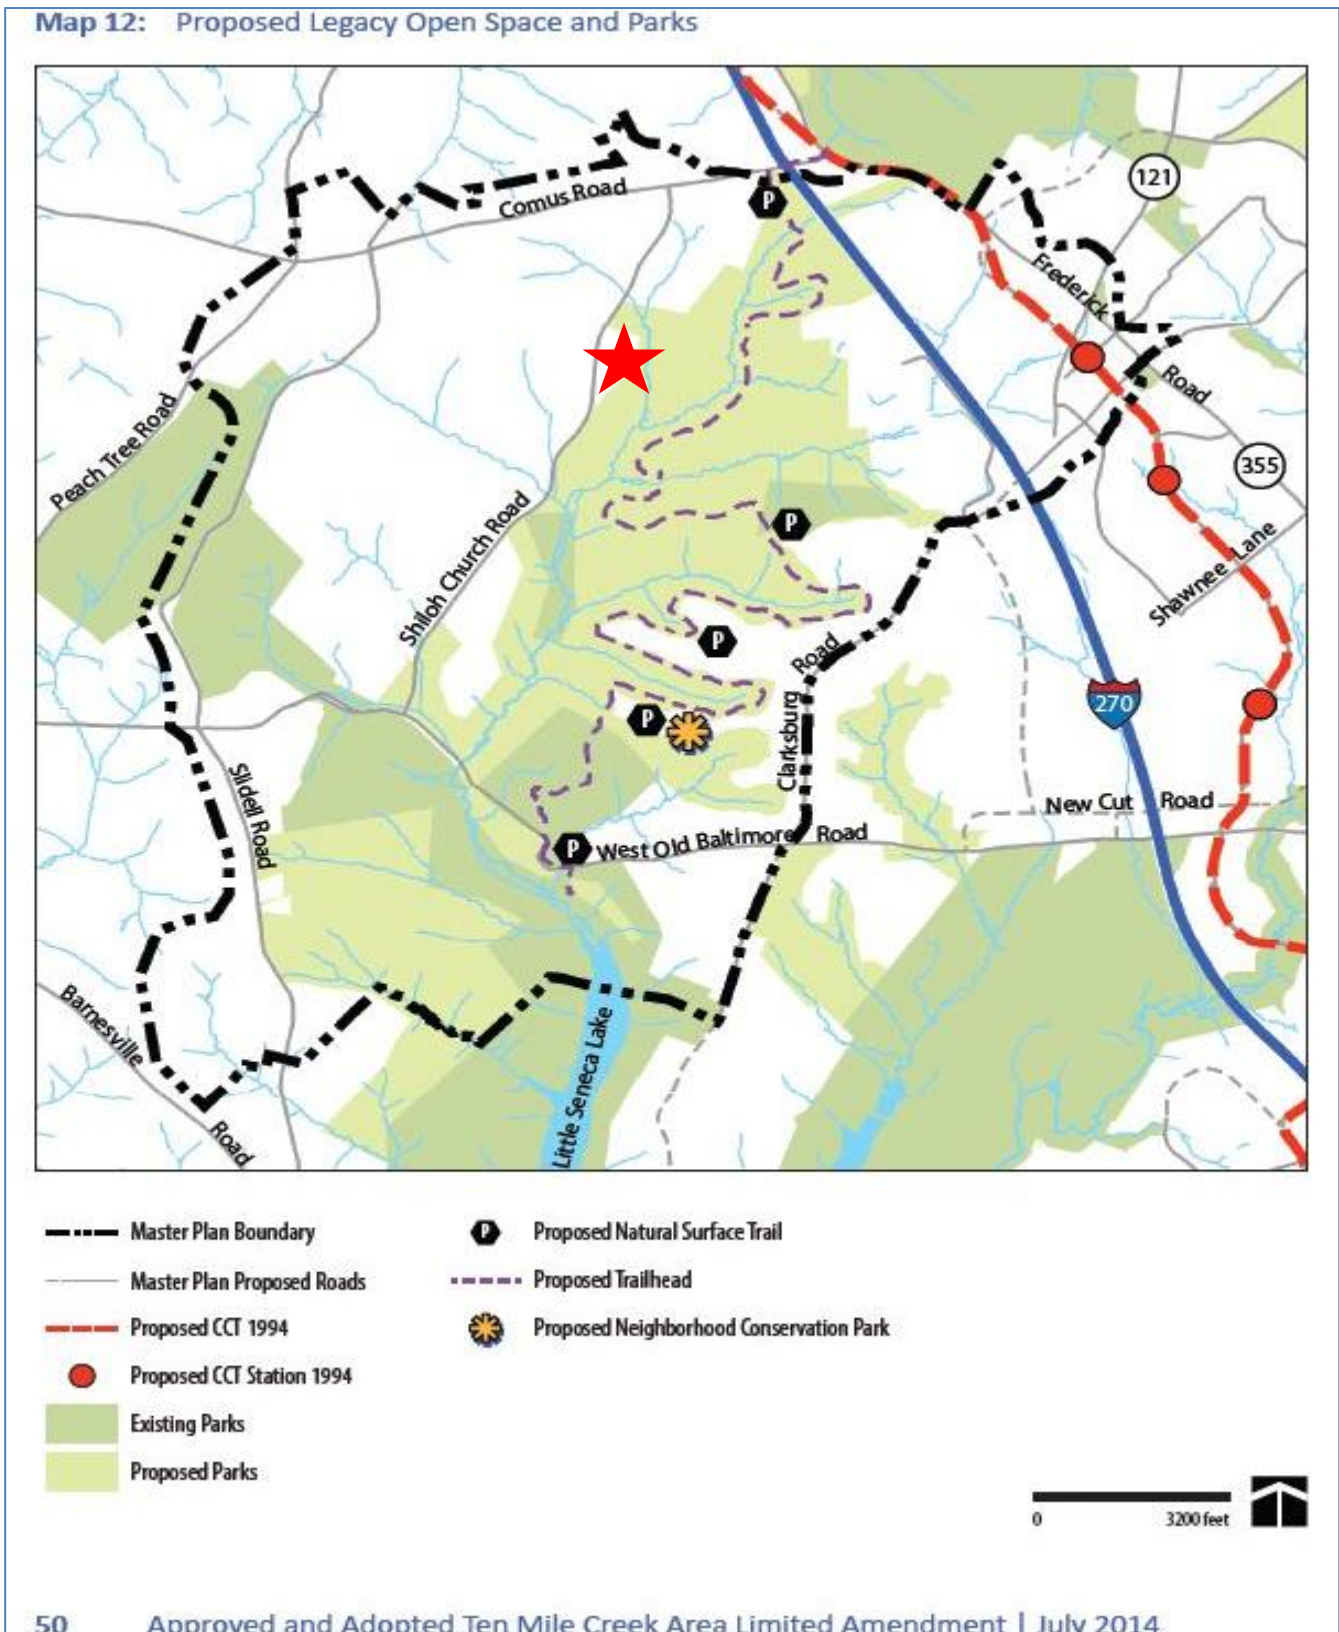 Map 12: Proposed Legacy Open Space and Parks
Comus Road
P
121
Frederick
Road
Peach Tree Road
355
Shiloh Church Road
P
Shawnee Lane
P
Road
Clarksburg
P
270
Slidell Road
New Cut Road
P
West Old Baltimore Road
Barnesville
Road
Little Seneca Lake
Master Plan Boundary
P
Proposed Natural Surface Trail
Master Plan Proposed Roads
Proposed Trailhead
Proposed CCT 1994
Proposed Neighborhood Conservation Park
Proposed CCT Station 1994
Existing Parks
Proposed Parks
0
3200 feet
50 Approved and Adopted Ten Mile Creek Area Limited Amendment | July 2014